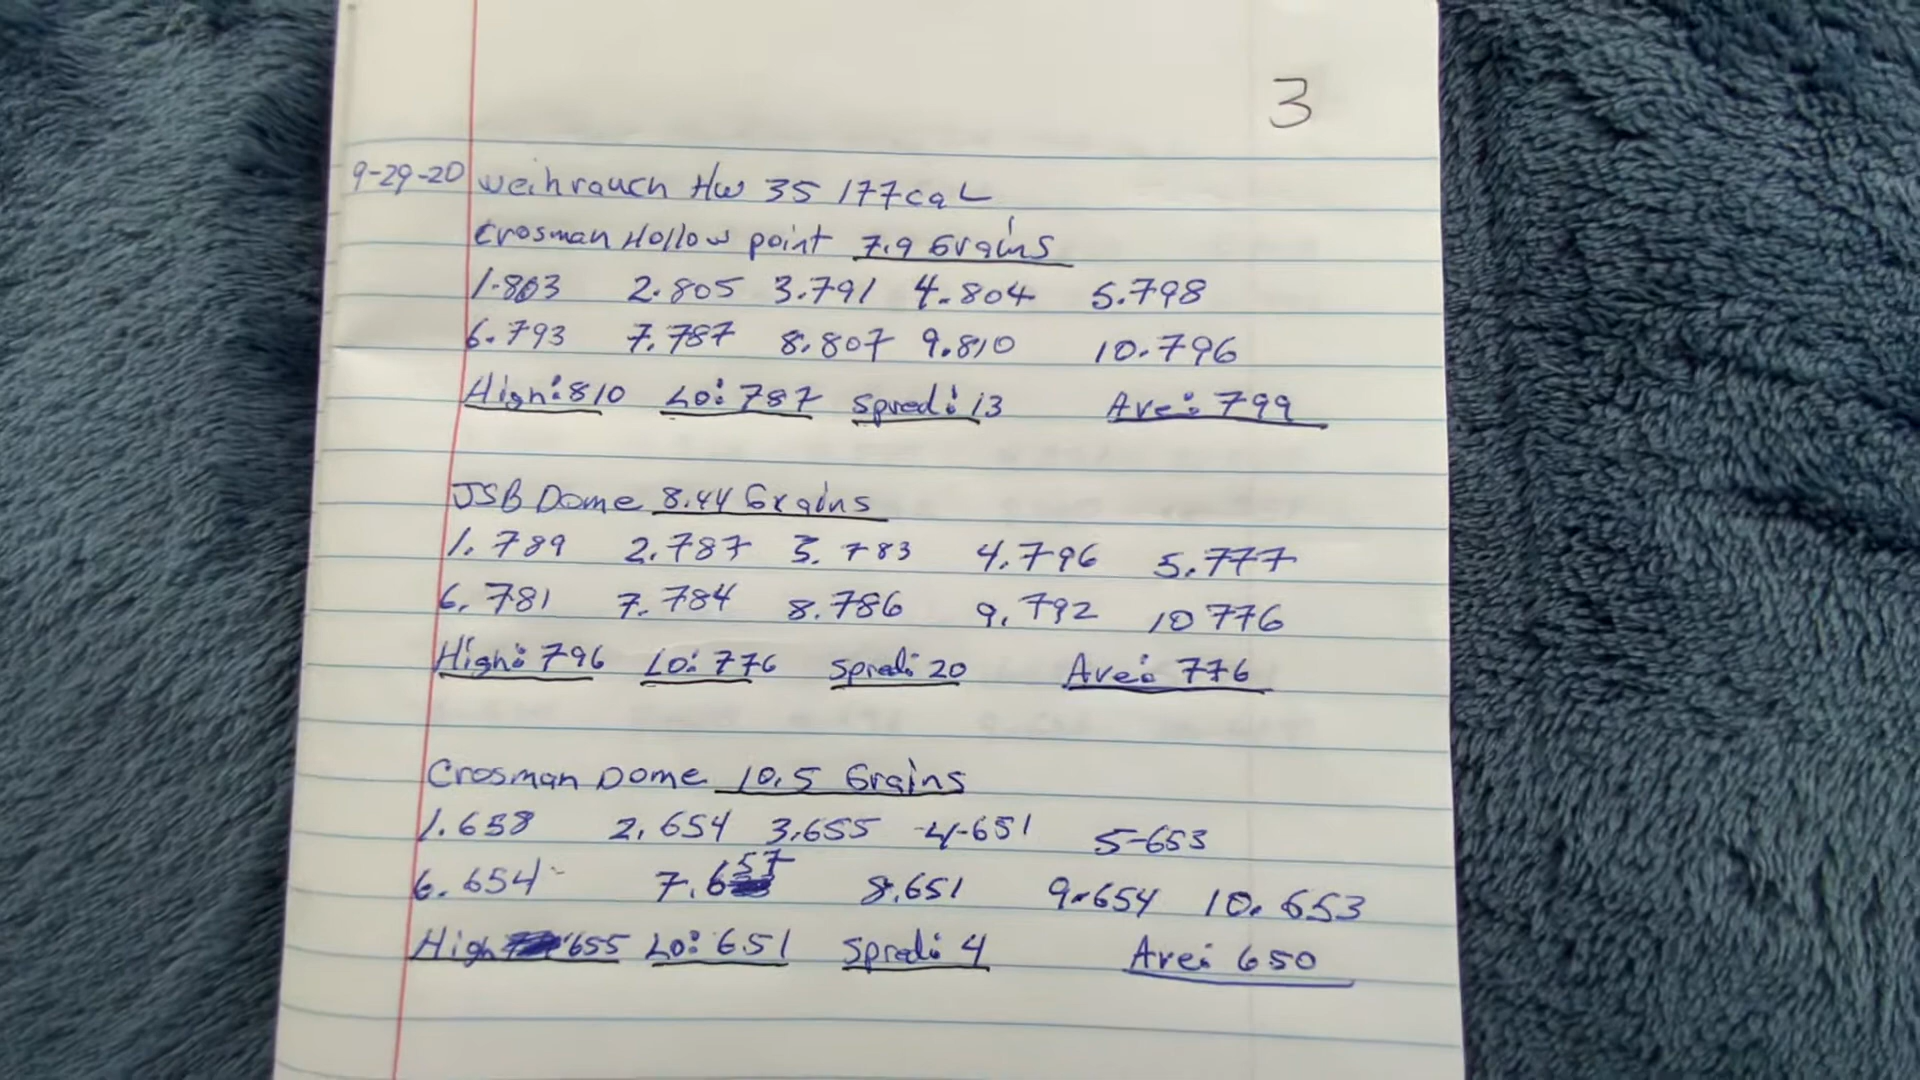 3
9-29-20 Weihrauch HW 35 177caL
Crosman Hollow point 7.9 Grains
1.803 2.805 3.791 4.804 5.798
6.793 7.787 8.807 9.810 10.796
High:810 Lo:787 Spred:13 Ave:799
JSB Dome 8.44 Grains
1.789 2.787 3.783 4.796 5.777
6.781 7.784 8.786 9.792 10 776
High:796 Lo:776 Spred:20 Ave:776
Crosman Dome 10.5 Grains
1.658 2.654 3.655 4-651 5-653
6.654 7.657 8.651 9.654 10.653
High 655 Lo:651 Spred:4 Ave:650